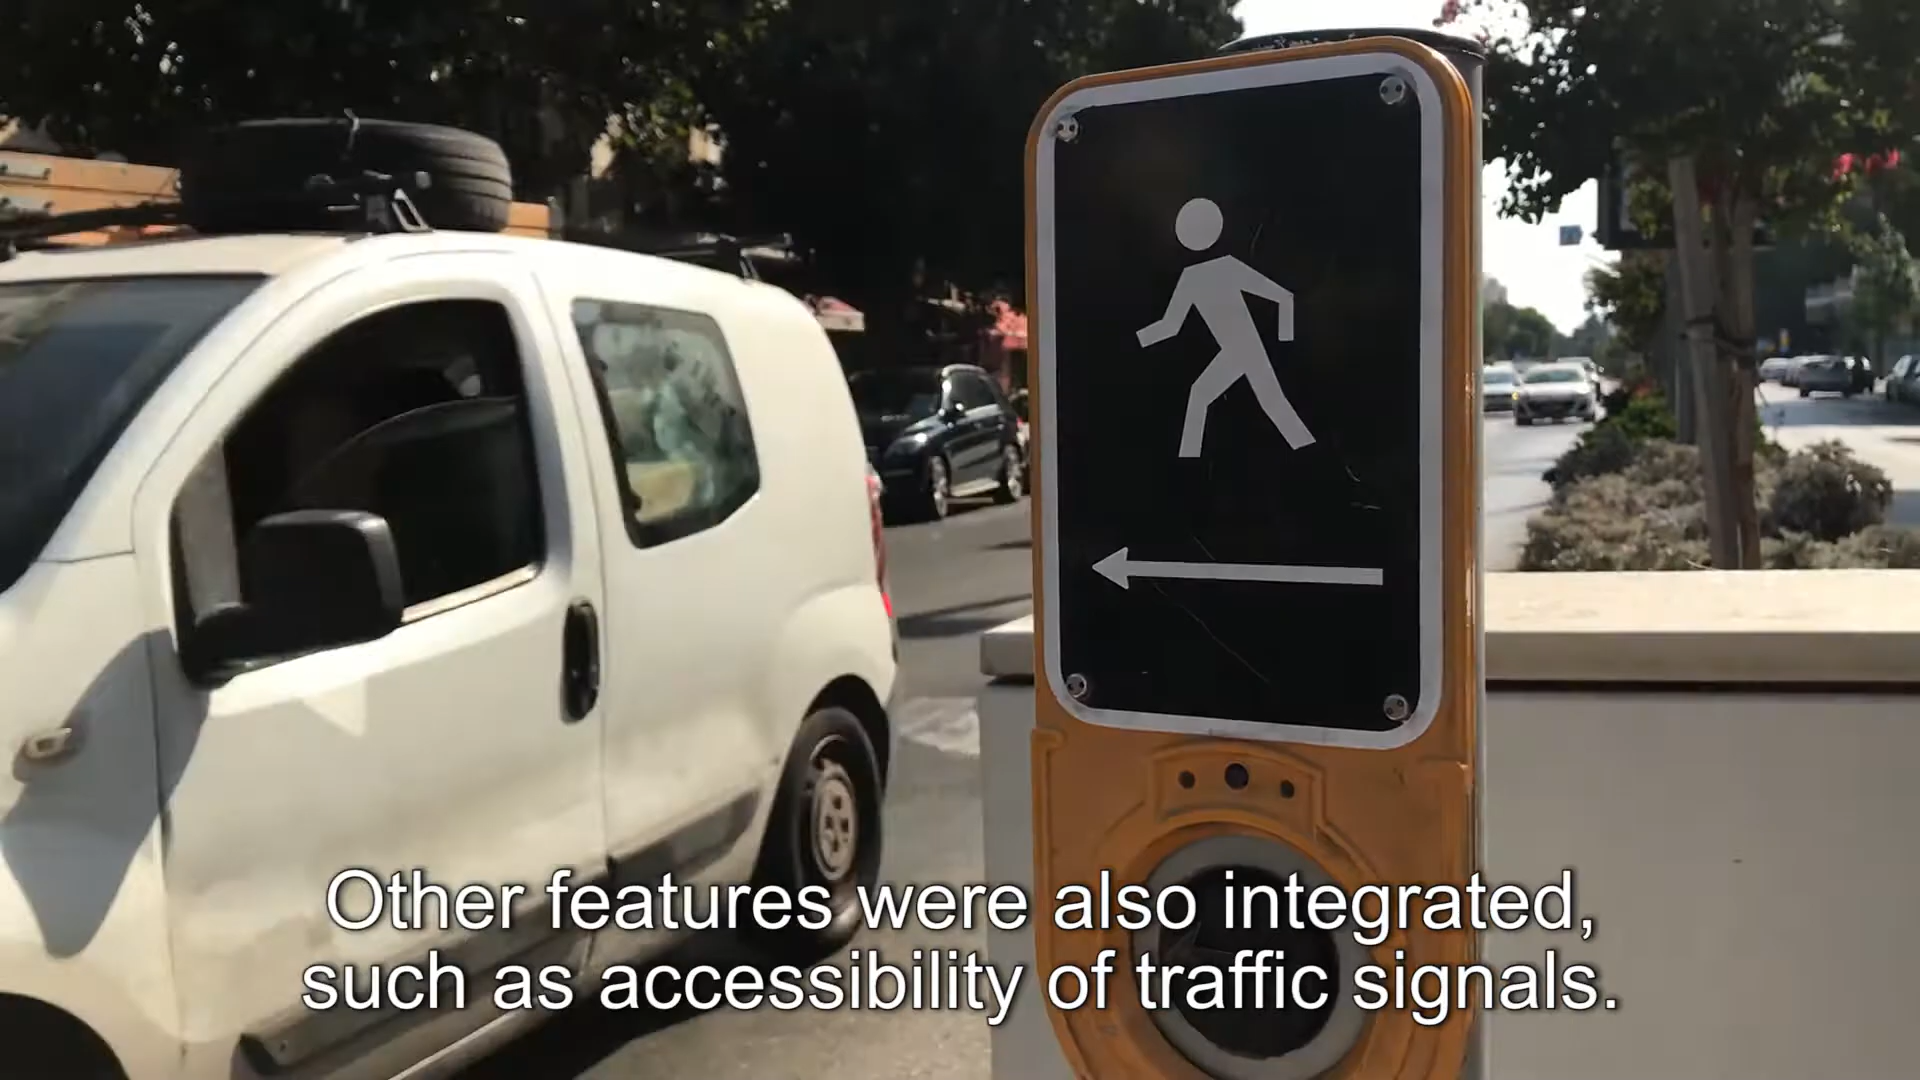 Other features were also integrated,
such as accessibility of traffic signals.